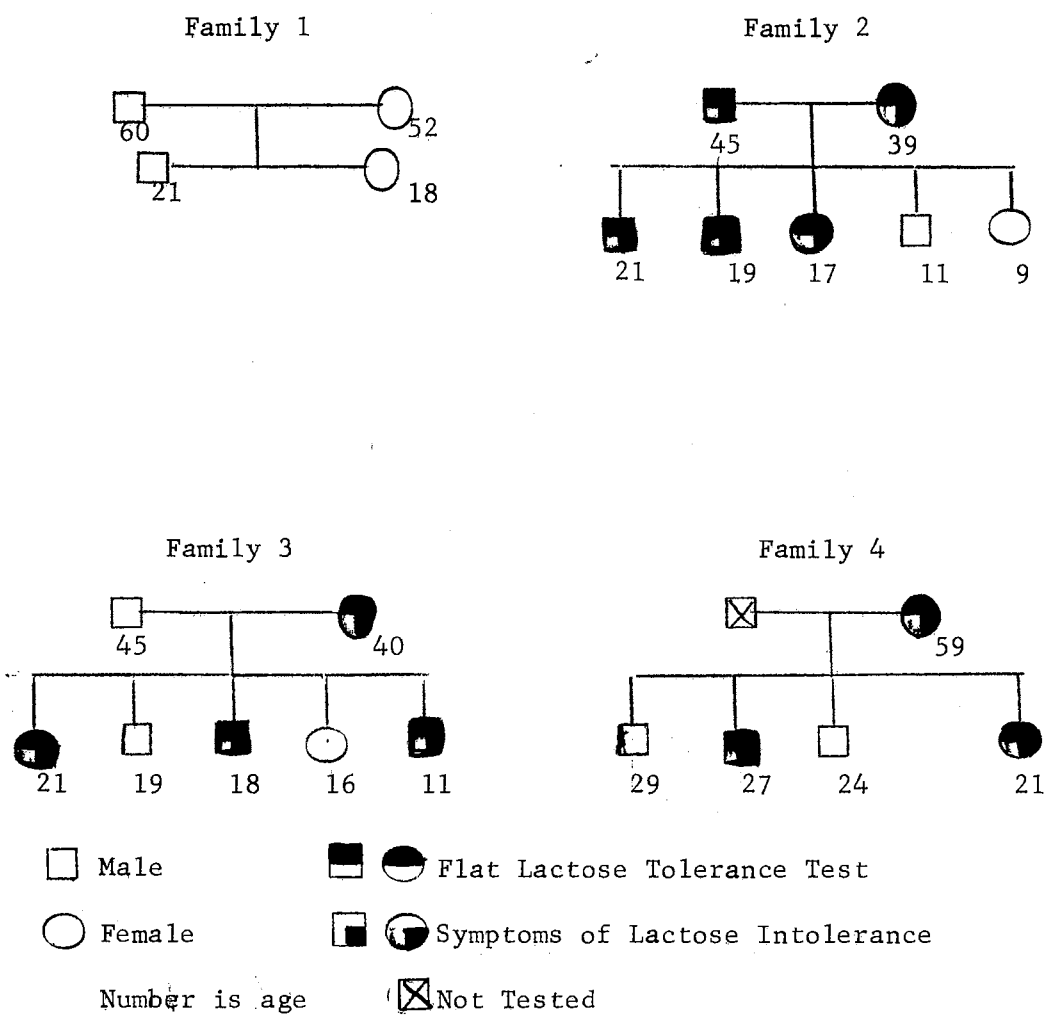 Family 1
Family 2
60
52
21
18
45
39
21
19
17
11
9
Family 3
Family 4
45
40
59
21
19
18
16
11
29
27
24
21
Male
Flat Lactose Tolerance Test
Female
Symptoms of Lactose Intolerance
Number is age
Not Tested